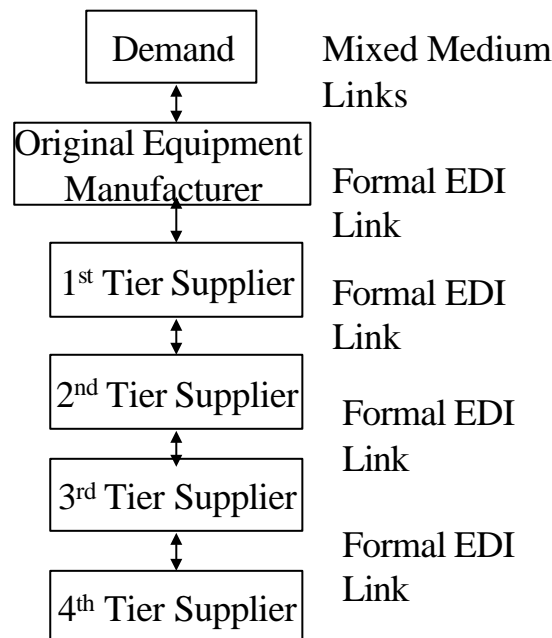 Demand
Mixed Medium
Links
Original Equipment
Manufacturer
Formal EDI
Link
1st Tier Supplier
Formal EDI
Link
2nd Tier Supplier
Formal EDI
Link
3rd Tier Supplier
Formal EDI
Link
4th Tier Supplier